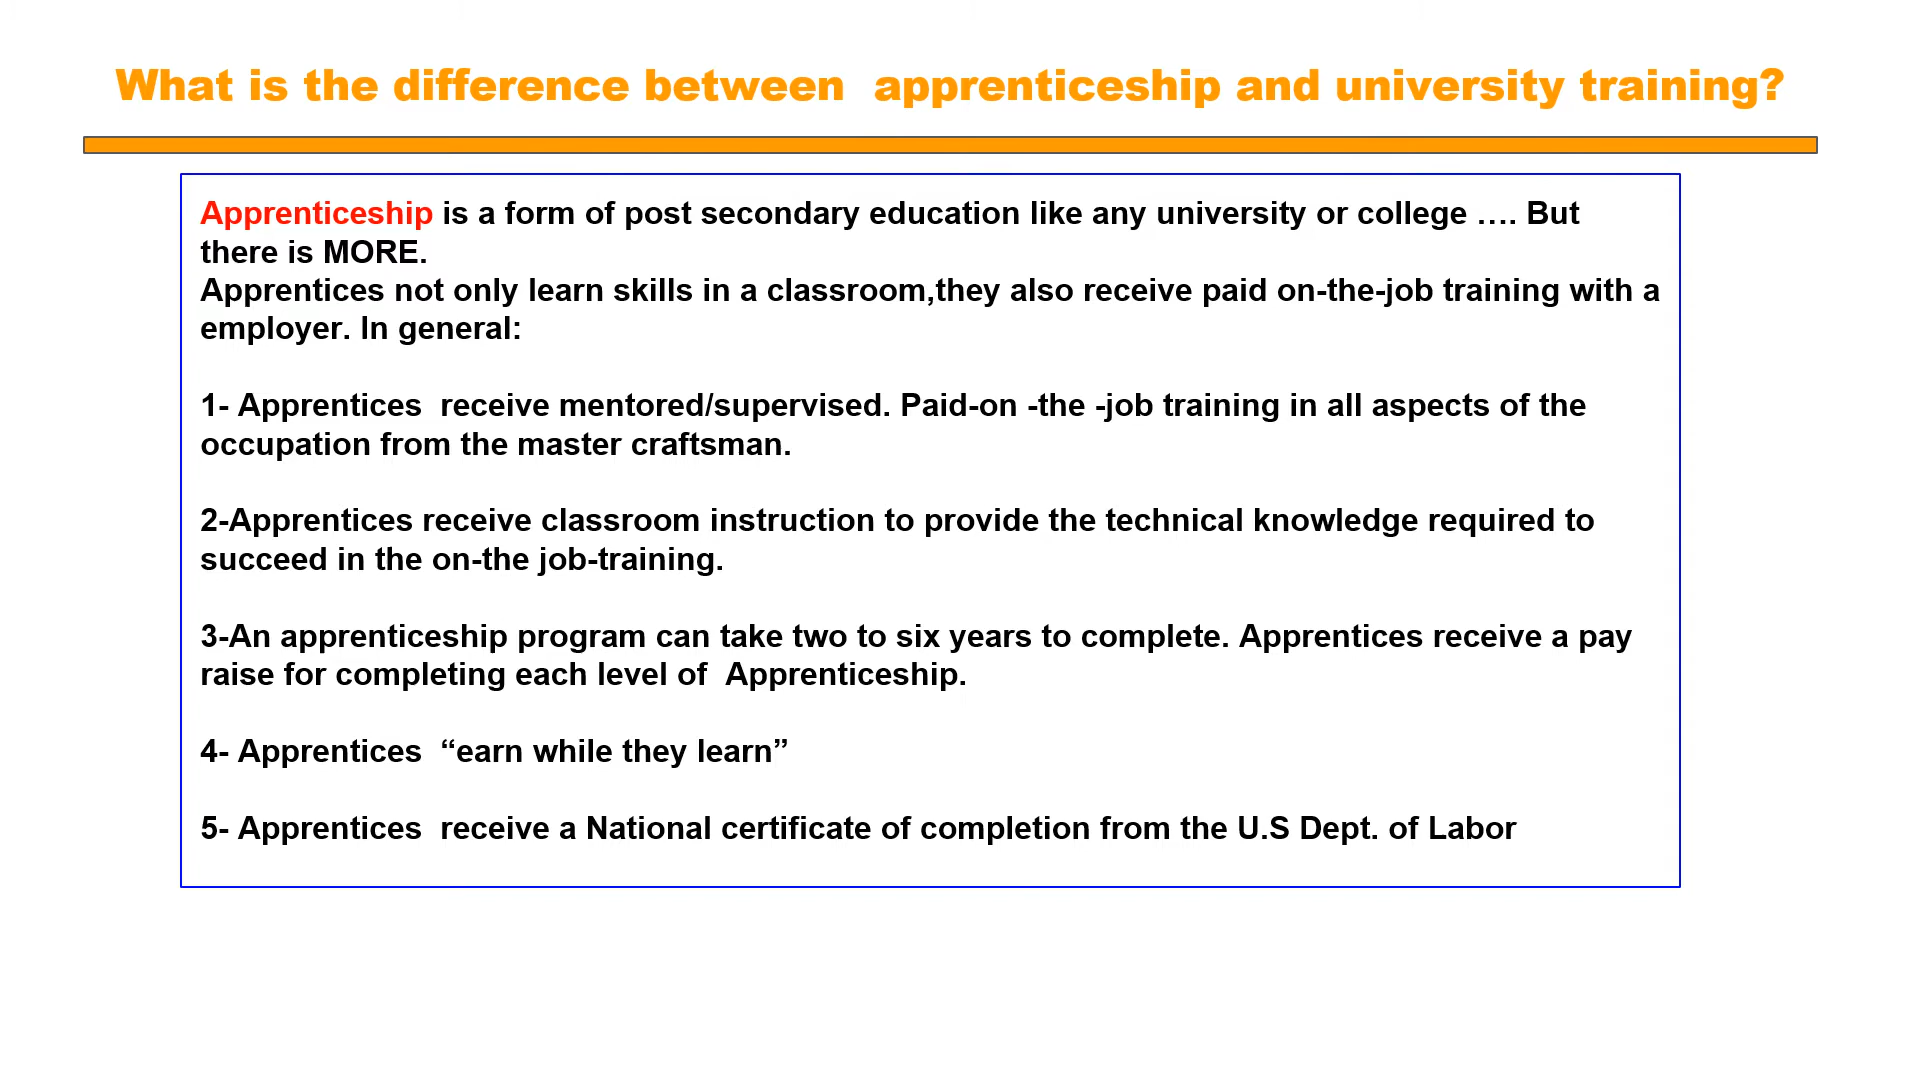 What is the difference between  apprenticeship and university training?
Apprenticeship is a form of post secondary education like any university or college …. But
there is MORE.
Apprentices not only learn skills in a classroom,they also receive paid on-the-job training with a
employer. In general:
1- Apprentices  receive mentored/supervised. Paid-on -the -job training in all aspects of the
occupation from the master craftsman.
2-Apprentices receive classroom instruction to provide the technical knowledge required to
succeed in the on-the job-training.
3-An apprenticeship program can take two to six years to complete. Apprentices receive a pay
raise for completing each level of  Apprenticeship.
4- Apprentices  “earn while they learn”
5- Apprentices  receive a National certificate of completion from the U.S Dept. of Labor